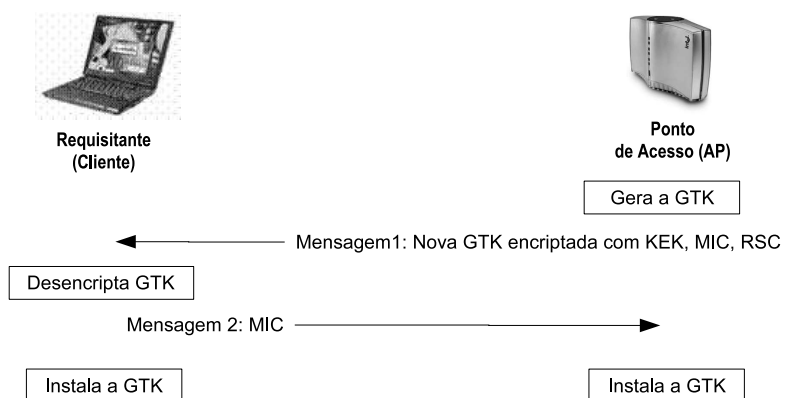 Requisitante
(Cliente)
Ponto
de Acesso (AP)
Gera a GTK
Mensagem1: Nova GTK encriptada com KEK, MIC, RSC
Desencripta GTK
Mensagem 2: MIC
Instala a GTK
Instala a GTK